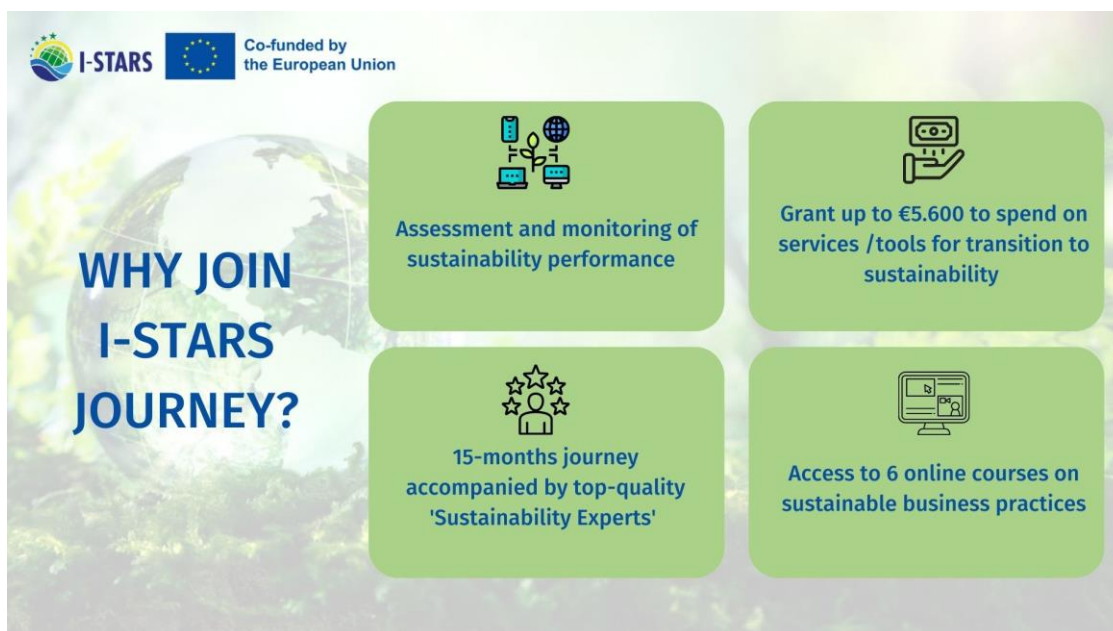 I-STARS
Co-funded by
the European Union
WHY JOIN
I-STARS
JOURNEY?
Assessment and monitoring of
sustainability performance
Grant up to €5.600 to spend on
services /tools for transition to
sustainability
15-months journey
accompanied by top-quality
'Sustainability Experts'
Access to 6 online courses on
sustainable business practices